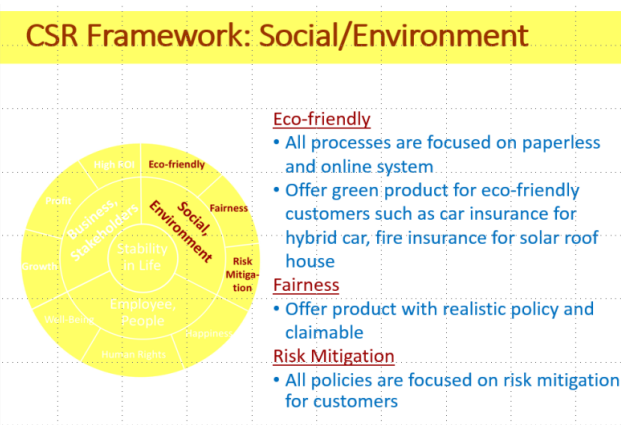 CSR Framework: Social/Environment
Eco-friendly
• All processes are focused on paperless
and online system
• Offer green product for eco-friendly
customers such as car insurance for
hybrid car, fire insurance for solar roof
house
Fairness
• Offer product with realistic policy and
claimable
Risk Mitigation
• All policies are focused on risk mitigation
for customers
High ROI
Eco-friendly
Profit
Fairness
Business,
Stakeholders
Social,
Environment
Stability
in Life
Growth
Risk
Mitiga-
tion
Employee,
People
Well-Being
Happiness
Human Rights